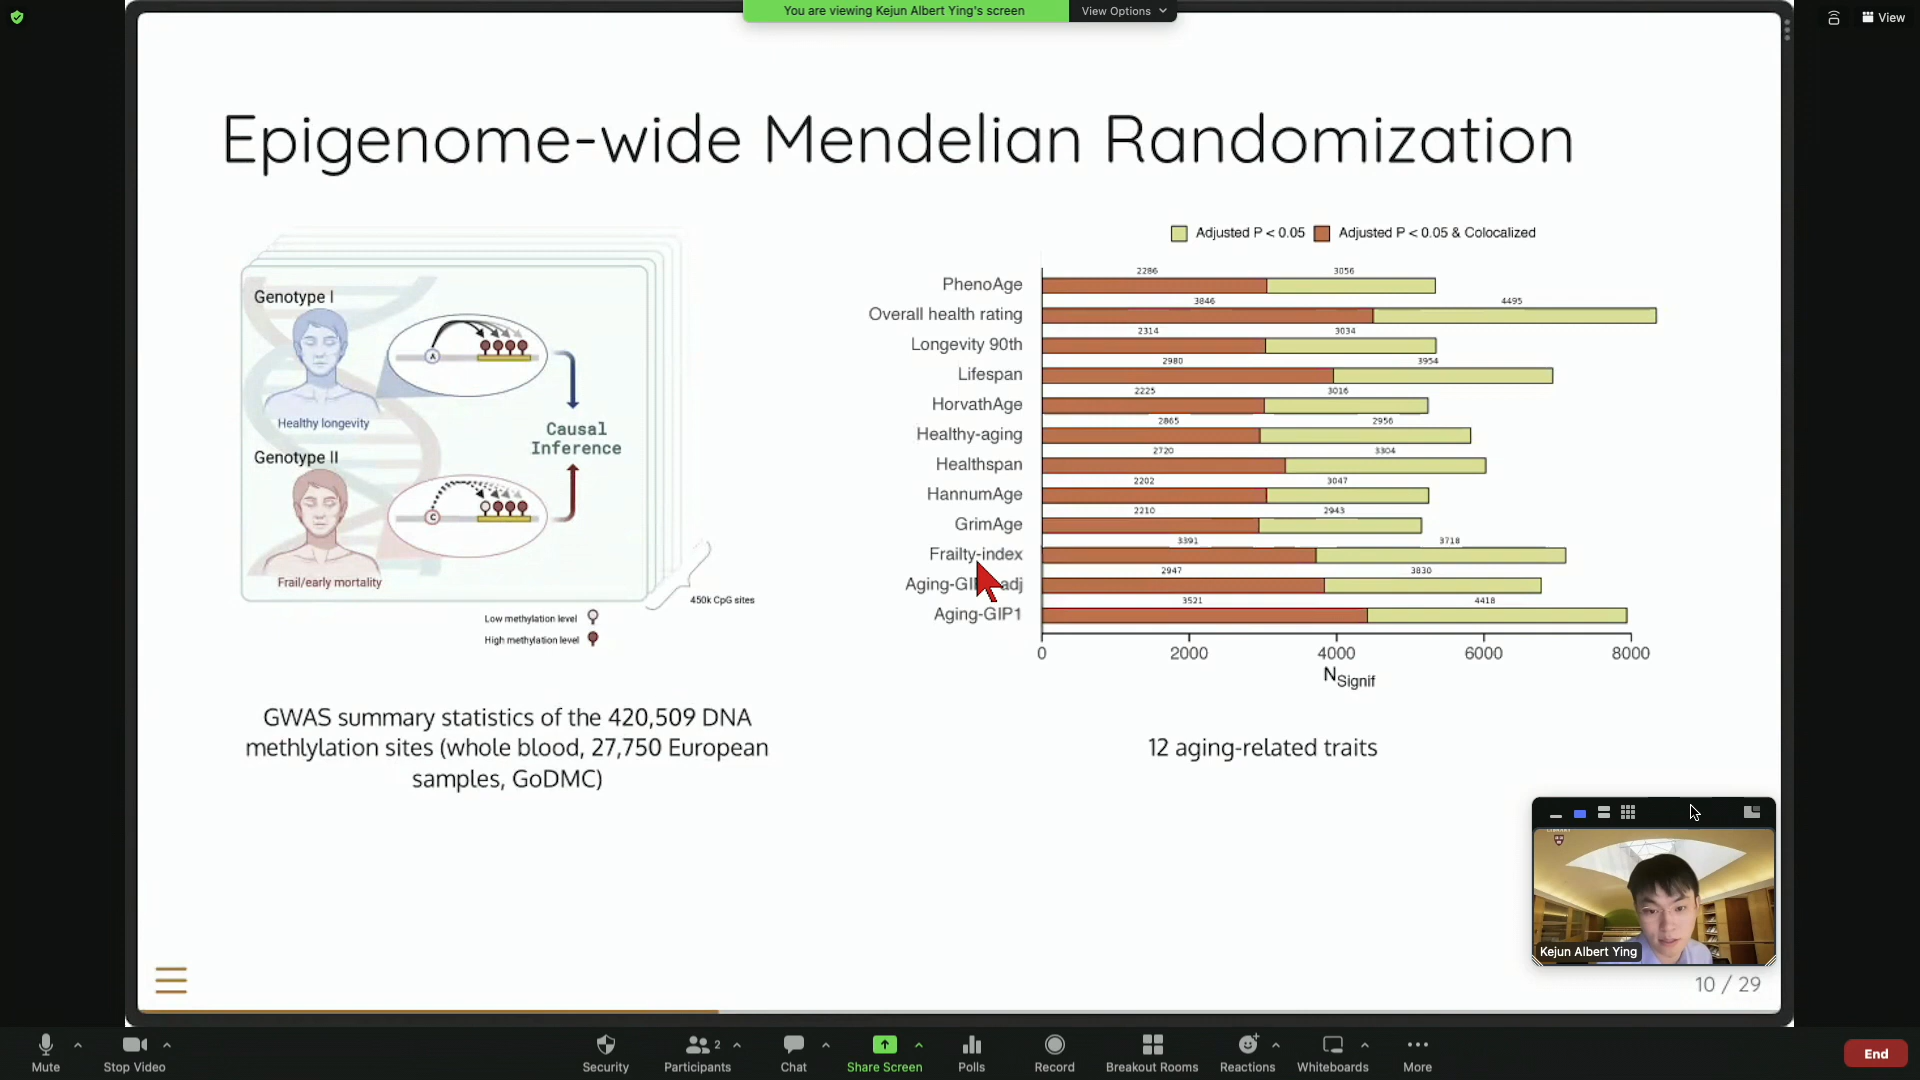 You are viewing Kejun Albert Ying's screen
View Options
View
Epigenome-wide Mendelian Randomization
Genotype I
A
Healthy longevity
Causal
Inference
Genotype II
C
Frail/early mortality
450k CpG sites
Low methylation level
High methylation level
Adjusted P < 0.05
Adjusted P < 0.05 & Colocalized
2286 3056
PhenoAge
3846 4495
Overall health rating
2314 3034
Longevity 90th
2980 3954
Lifespan
2225 3016
HorvathAge
2865 2956
Healthy-aging
2720 3304
Healthspan
2202 3047
HannumAge
2210 2943
GrimAge
3391 3718
Frailty-index
2947 3830
Aging-GI adj
3521 4418
Aging-GIP1
0 2000 4000 6000 8000
NSignif
GWAS summary statistics of the 420,509 DNA
methlylation sites (whole blood, 27,750 European
samples, GoDMC)
12 aging-related traits
Kejun Albert Ying
10 / 29
Mute
Stop Video
Security
2
Participants
Chat
Share Screen
Polls
Record
Breakout Rooms
Reactions
Whiteboards
More
End